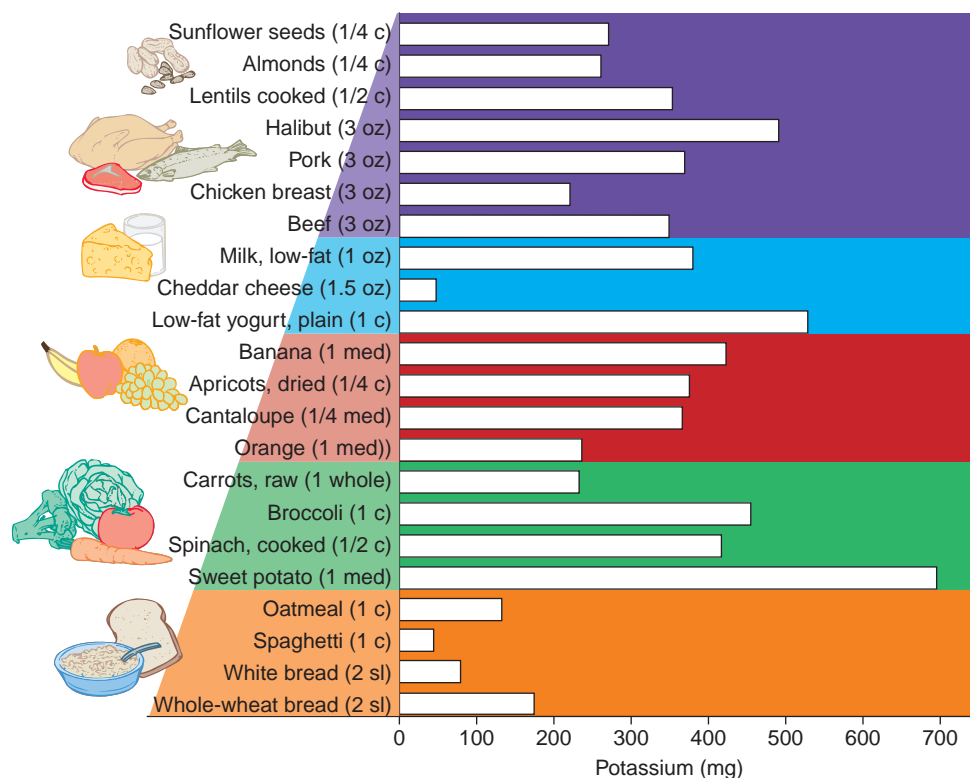 Sunflower seeds (1/4 c)
Almonds (1/4 c)
Lentils cooked (1/2 c)
Halibut (3 oz)
Pork (3 oz)
Chicken breast (3 oz)
Beef (3 oz)
Milk, low-fat (1 oz)
Cheddar cheese (1.5 oz)
Low-fat yogurt, plain (1 c)
Banana (1 med)
Apricots, dried (1/4 c)
Cantaloupe (1/4 med)
Orange (1 med))
Carrots, raw (1 whole)
Broccoli (1 c)
Spinach, cooked (1/2 c)
Sweet potato (1 med)
Oatmeal (1 c)
Spaghetti (1 c)
White bread (2 sl)
Whole-wheat bread (2 sl)
0 100 200 300 400 500 600 700
Potassium (mg)